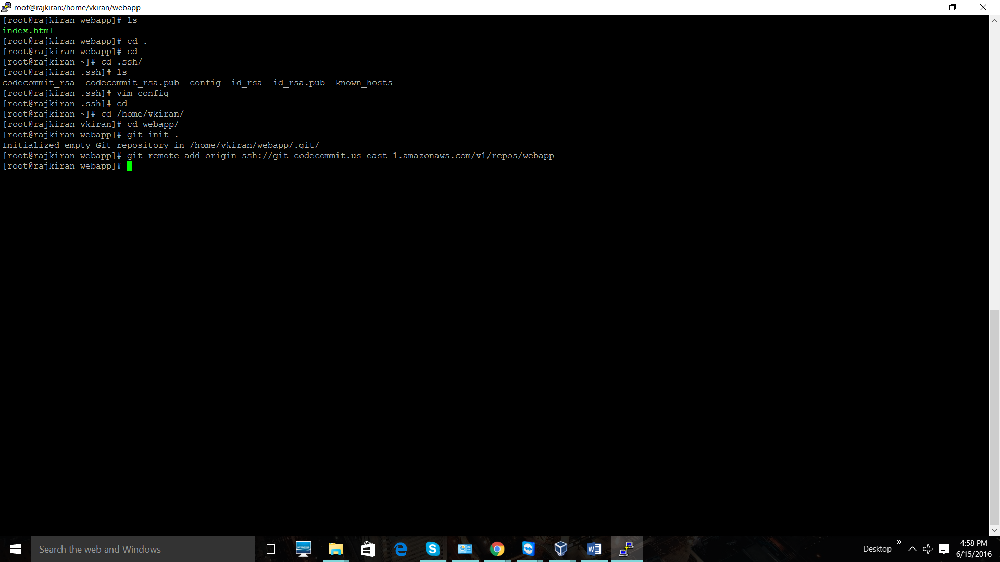 root@rajkiran:/home/vkiran/webapp
[root@rajkiran webapp]# ls
index.html
[root@rajkiran webapp]# cd .
[root@rajkiran webapp]# cd
[root@rajkiran ~]# cd .ssh/
[root@rajkiran .ssh]# ls
codecommit_rsa  codecommit_rsa.pub  config  id_rsa  id_rsa.pub  known_hosts
[root@rajkiran .ssh]# vim config
[root@rajkiran .ssh]# cd
[root@rajkiran ~]# cd /home/vkiran/
[root@rajkiran vkiran]# cd webapp/
[root@rajkiran webapp]# git init .
Initialized empty Git repository in /home/vkiran/webapp/.git/
[root@rajkiran webapp]# git remote add origin ssh://git-codecommit.us-east-1.amazonaws.com/v1/repos/webapp
[root@rajkiran webapp]#
Search the web and Windows
Desktop
4:58 PM
6/15/2016